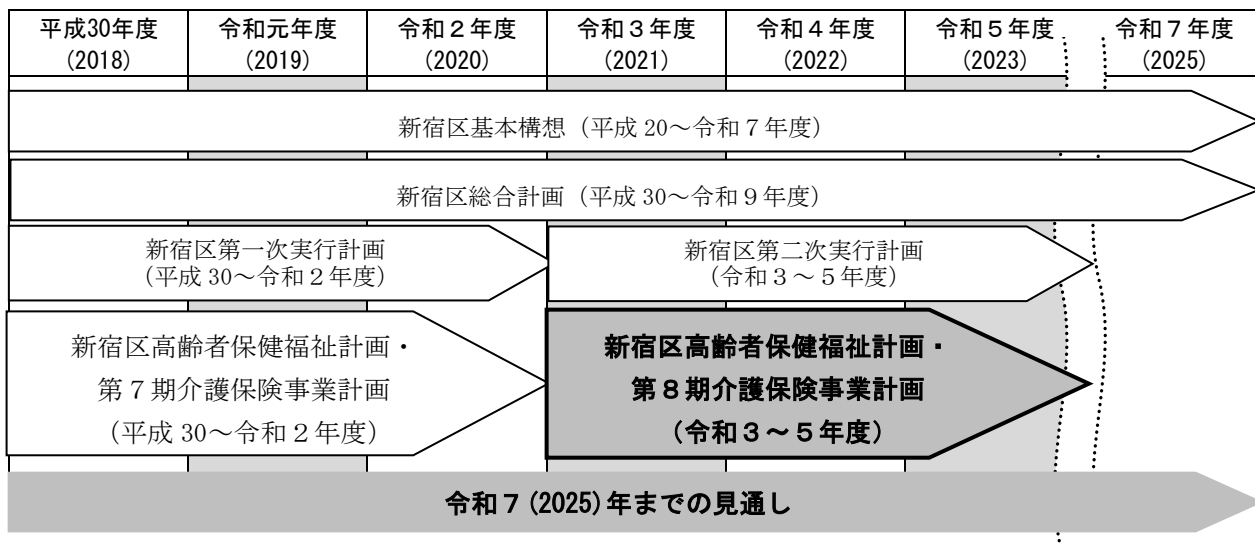 平成30年度
(2018)
令和元年度
(2019)
令和２年度
(2020)
令和３年度
(2021)
令和４年度
(2022)
令和５年度
(2023)
令和７年度
(2025)
新宿区基本構想（平成 20～令和７年度）
新宿区総合計画（平成 30～令和９年度）
新宿区第一次実行計画
（平成 30～令和２年度）
新宿区第二次実行計画
（令和３～５年度）
新宿区高齢者保健福祉計画・
第７期介護保険事業計画
（平成 30～令和２年度）
新宿区高齢者保健福祉計画・
第８期介護保険事業計画
（令和３～５年度）
令和７(2025)年までの見通し